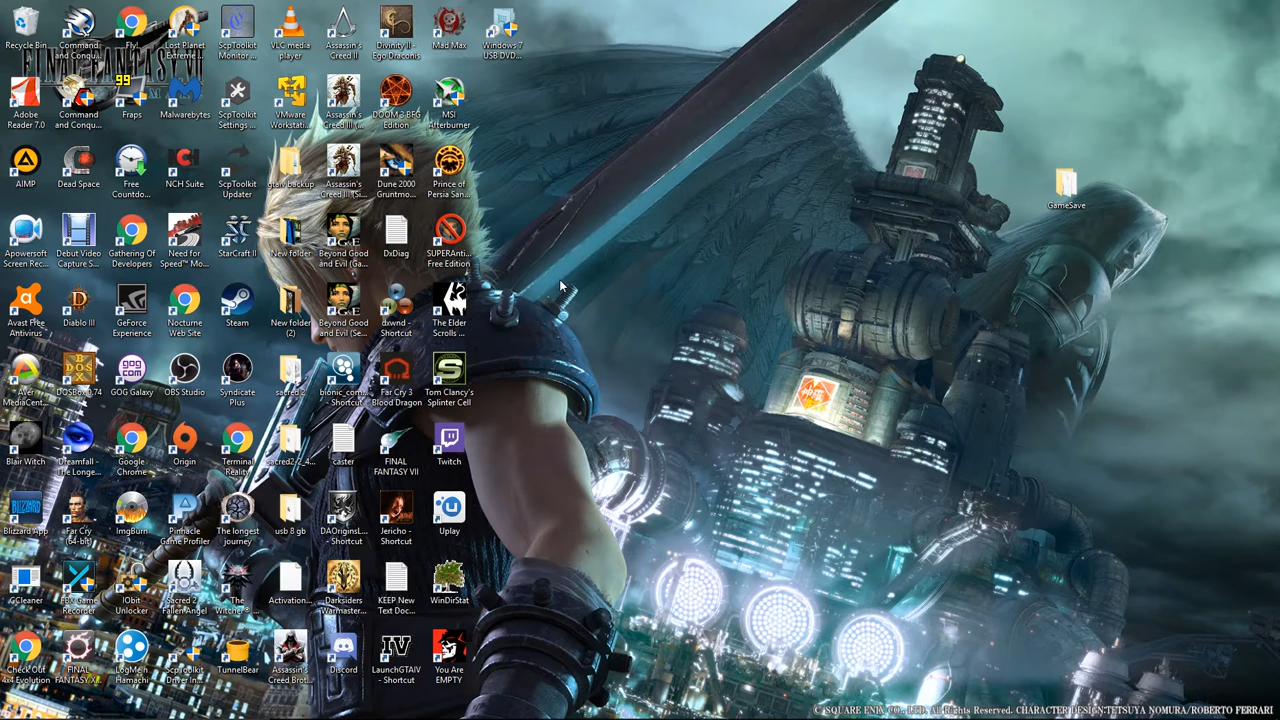 FINAL FANTASY VII
99
Recycle Bin
Command and Conqu...
Fly!
Lost Planet Extreme ...
ScpToolkit Monitor ...
VLC media player
Assassin's Creed II
Divinity II - Ego Draconis
Mad Max
Windows 7 USB DVD...
Adobe Reader 7.0
Command and Conqu...
Fraps
Malwarebytes
ScpToolkit Settings ...
VMware Workstati...
Assassin's Creed III (...
DOOM 3 BFG Edition
MSI Afterburner
AIMP
Dead Space
Free Countdo...
NCH Suite
ScpToolkit Updater
gtaiv backup
Assassin's Creed III (Si...
Dune 2000 Gruntmo...
Prince of Persia San...
GameSave
Apowersoft Screen Rec...
Debut Video Capture S...
Gathering Of Developers
Need for Speed™ Mo...
StarCraft II
New folder
Beyond Good and Evil (Ga...
DxDiag
SUPERAnti... Free Edition
Avast Free Antivirus
Diablo III
GeForce Experience
Nocturne Web Site
Steam
New folder (2)
Beyond Good and Evil (Se...
dxwnd - Shortcut
The Elder Scrolls ...
AVer MediaCent...
DOSBox 0.74
GOG Galaxy
OBS Studio
Syndicate Plus
sacred 2
bionic_com... - Shortcut
Far Cry 3 Blood Dragon
Tom Clancy's Splinter Cell
Blair Witch
Dreamfall - The Longe...
Google Chrome
Origin
Terminal Reality
sacred2-2_4...
caster
FINAL FANTASY VII
Twitch
Blizzard App
Far Cry (64-bit)
ImgBurn
Pinnacle Game Profiler
The longest journey
usb 8 gb
DAOriginsL... - Shortcut
Jericho - Shortcut
Uplay
CCleaner
FBX Game Recorder
IObit Unlocker
Sacred 2 - Fallen Angel
The Witcher® ...
Activation...
Darksiders Warmaster...
KEEP New Text Doc...
WinDirStat
Check Out 4x4 Evolution
FINAL FANTASY X...
LogMeIn Hamachi
ScpToolkit Driver In...
TunnelBear
Assassin's Creed Brot...
Discord
LaunchGTAIV - Shortcut
You Are EMPTY
© SQUARE ENIX CO., LTD. All Rights Reserved. CHARACTER DESIGN:TETSUYA NOMURA/ROBERTO FERRARI